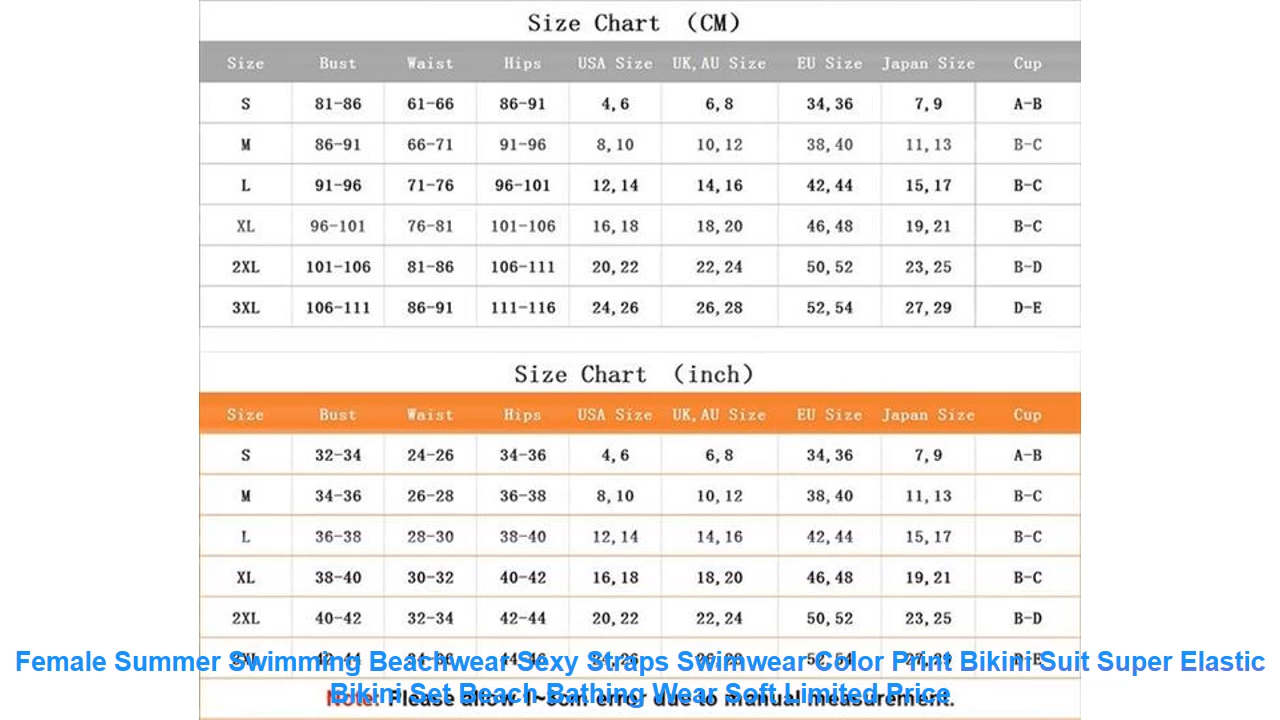 Size Chart （CM）
Size Bust Waist Hips USA Size UK,AU Size EU Size Japan Size Cup
S 81-86 61-66 86-91 4,6 6,8 34,36 7,9 A-B
M 86-91 66-71 91-96 8,10 10,12 38,40 11,13 B-C
L 91-96 71-76 96-101 12,14 14,16 42,44 15,17 B-C
XL 96-101 76-81 101-106 16,18 18,20 46,48 19,21 B-C
2XL 101-106 81-86 106-111 20,22 22,24 50,52 23,25 B-D
3XL 106-111 86-91 111-116 24,26 26,28 52,54 27,29 D-E
Size Chart （inch）
Size Bust Waist Hips USA Size UK,AU Size EU Size Japan Size Cup
S 32-34 24-26 34-36 4,6 6,8 34,36 7,9 A-B
M 34-36 26-28 36-38 8,10 10,12 38,40 11,13 B-C
L 36-38 28-30 38-40 12,14 14,16 42,44 15,17 B-C
XL 38-40 30-32 40-42 16,18 18,20 46,48 19,21 B-C
2XL 40-42 32-34 42-44 20,22 22,24 50,52 23,25 B-D
Female Summer Swimming Beachwear Sexy Straps Swimwear Color Print Bikini Suit Super Elastic
Bikini Set Beach Bathing Wear Soft Limited Price
Note: Please allow 1~3cm error due to manual measurement.